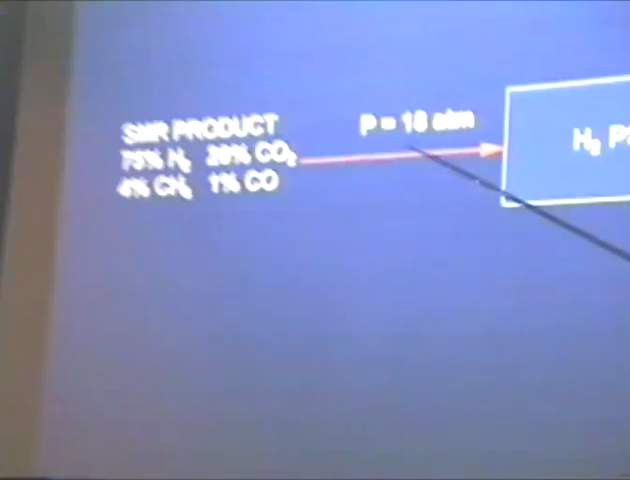 SMR PRODUCT
75% H₂ 20% CO₂
4% CH₄ 1% CO
P = 18 atm
H₂